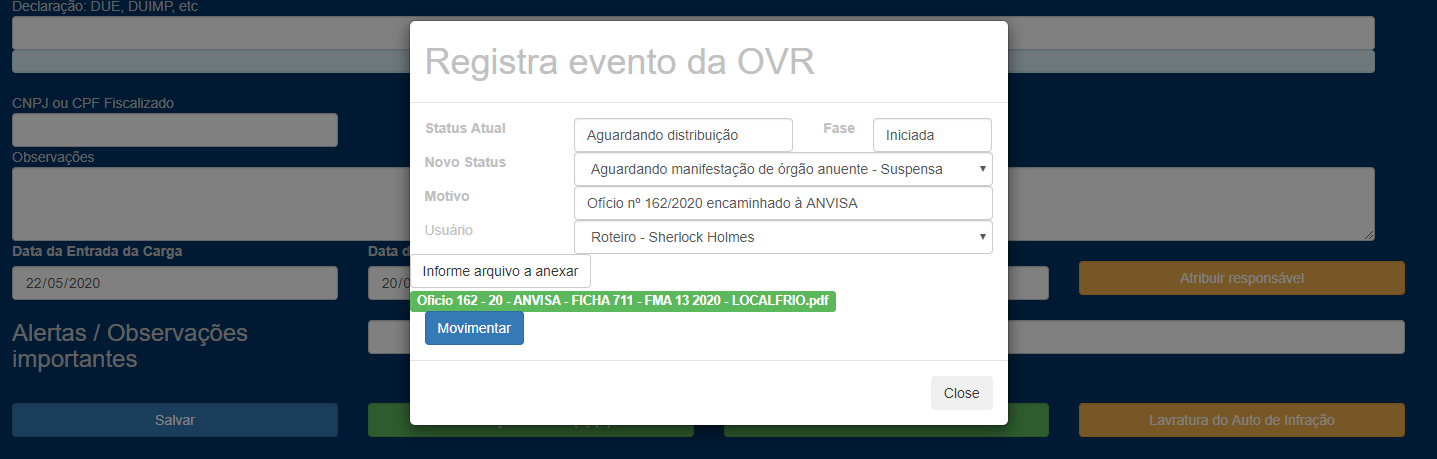 Declaração: DUE, DUIMP, etc
Registra evento da OVR
CNPJ ou CPF Fiscalizado
Status Atual
Aguardando distribuição
Fase
Iniciada
Observações
Novo Status
Aguardando manifestação de órgão anuente - Suspensa
Motivo
Ofício nº 162/2020 encaminhado à ANVISA
Usuário
Roteiro - Sherlock Holmes
Data da Entrada da Carga
Data d
22/05/2020
20/0
Informe arquivo a anexar
Atribuir responsável
Oficio 162 - 20 - ANVISA - FICHA 711 - FMA 13 2020 - LOCALFRIO.pdf
Movimentar
Alertas / Observações
importantes
Close
Salvar
Lavratura do Auto de Infração